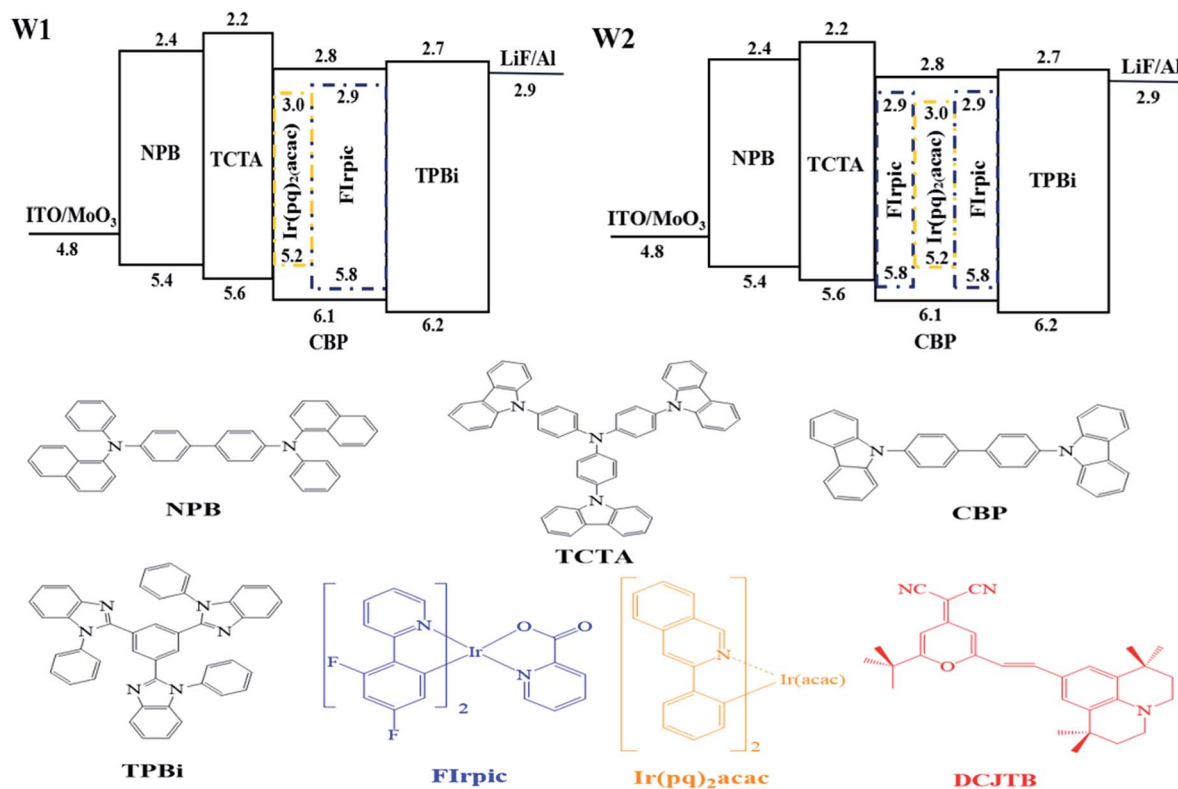 W1
2.4
2.2
2.8
2.7
LiF/Al
2.9
3.0
2.9
NPB
TCTA
Ir(pq)2(acac)
FIrpic
TPBi
ITO/MoO3
4.8
5.2
5.8
5.4
5.6
6.1
6.2
CBP
W2
2.4
2.2
2.8
2.7
LiF/Al
2.9
2.9
3.0
2.9
NPB
TCTA
FIrpic
Ir(pq)2(acac)
FIrpic
TPBi
ITO/MoO3
4.8
5.8
5.2
5.8
5.4
5.6
6.1
6.2
CBP
N
N
NPB
N
N
N
N
TCTA
N
N
CBP
N
N
N
N
N
N
TPBi
N
Ir
O
O
N
F
F
2
FIrpic
N
Ir(acac)
2
Ir(pq)2acac
NC
CN
O
N
DCJTB